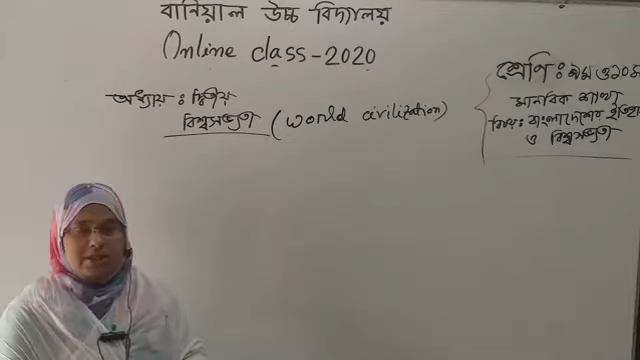 বানিয়াল উচ্চ বিদ্যালয়
Online class-2020
অধ্যায় : দ্বিতীয়
বিশ্বসভ্যতা (world civilization)
শ্রেণি : ৯ম ও ১০ম
মানবিক শাখা
বিষয় : বাংলাদেশের ইতিহাস
ও বিশ্বসভ্যতা